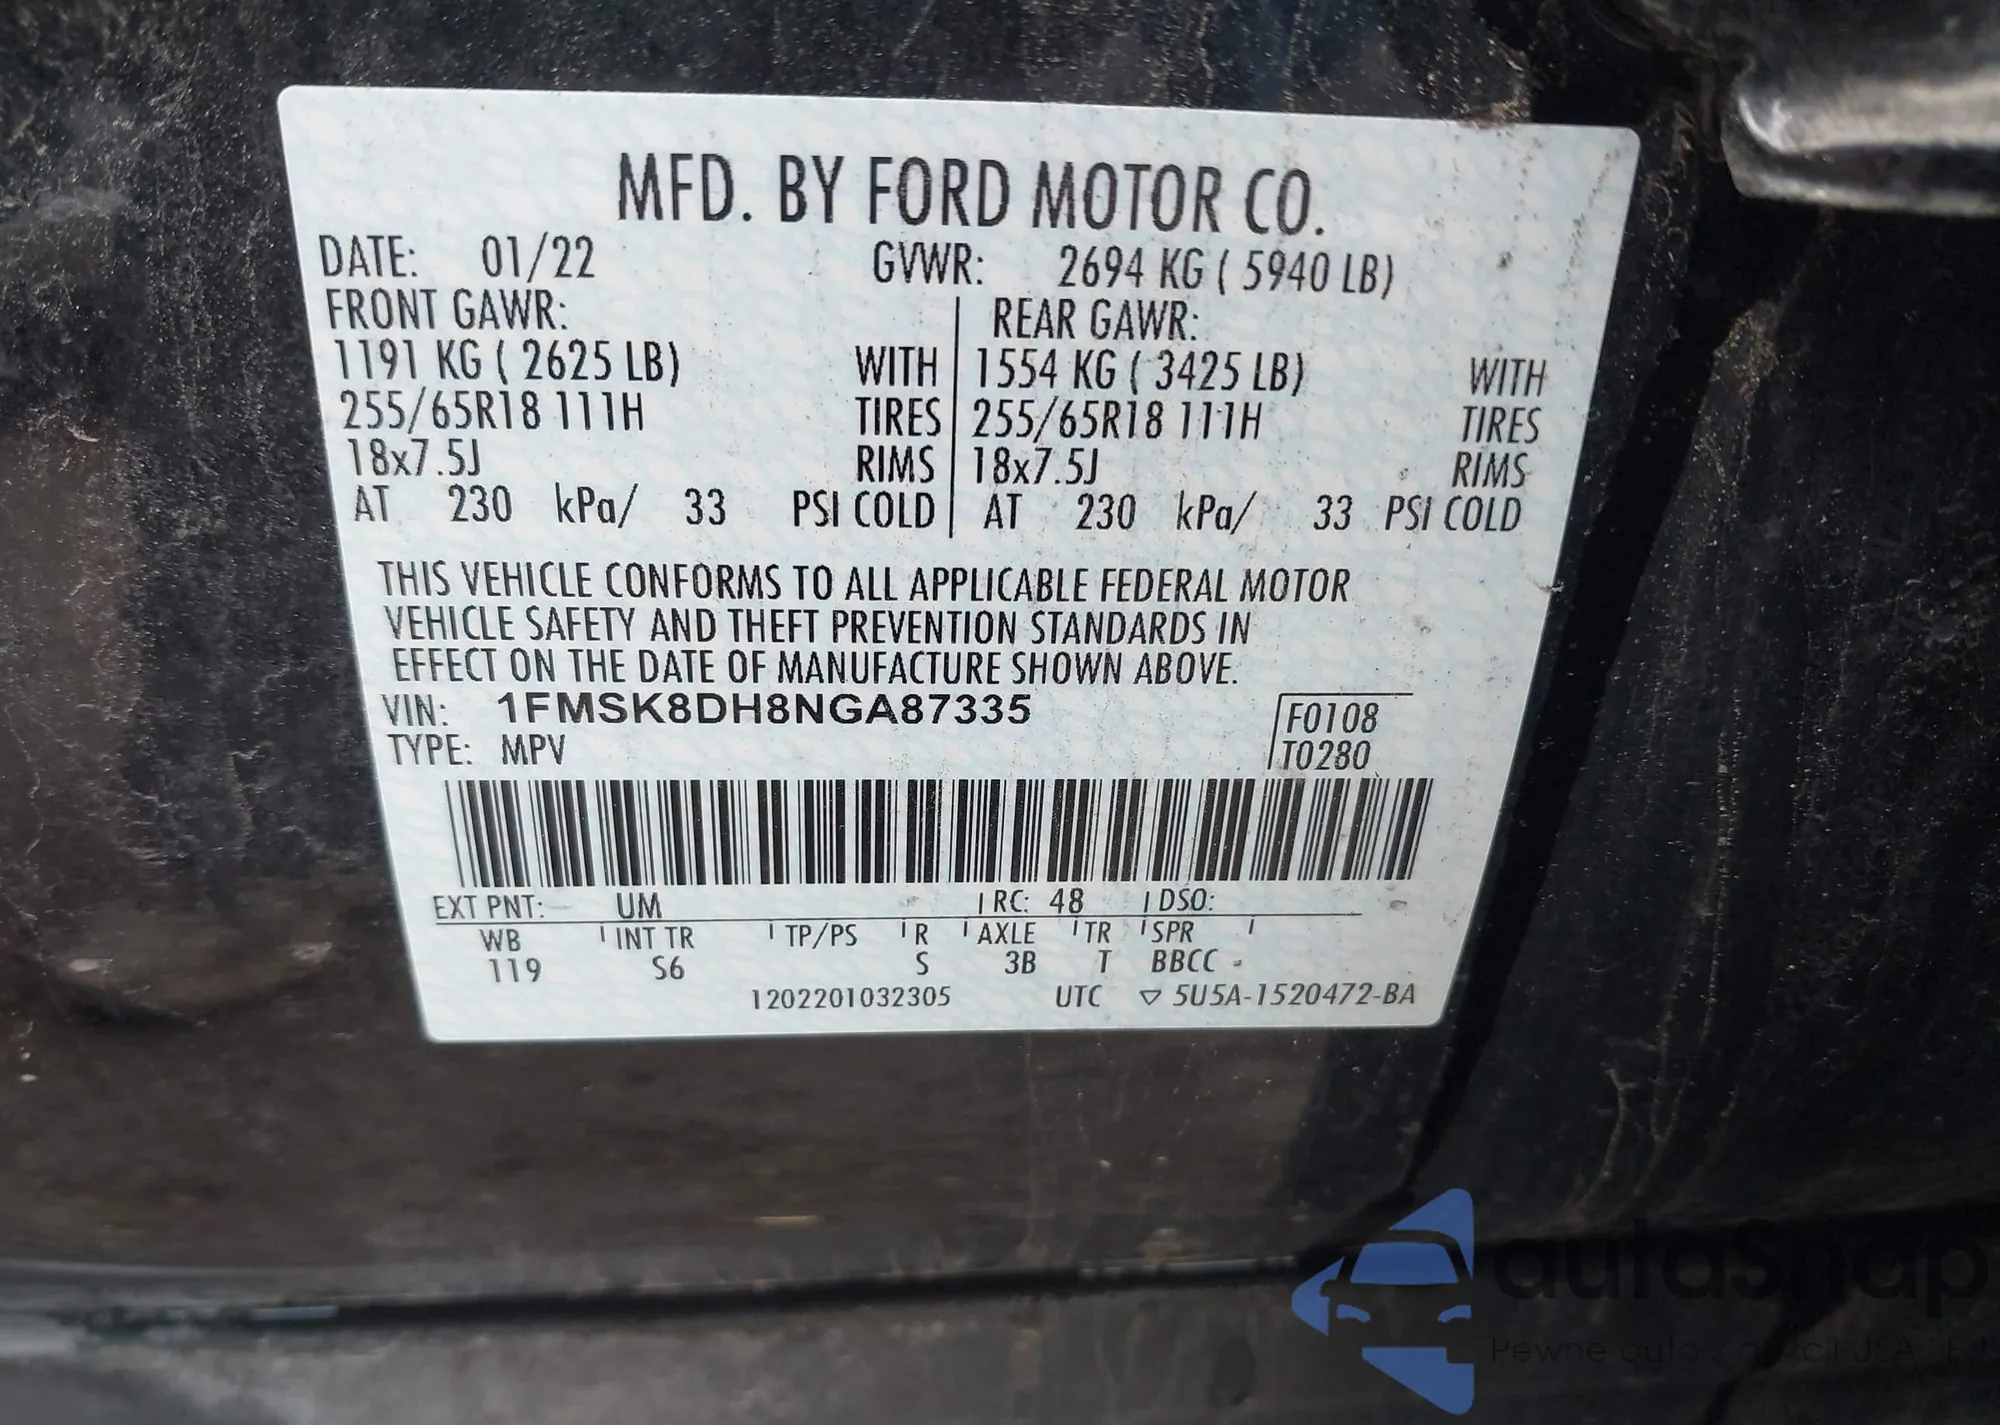 MFD. BY FORD MOTOR CO.
DATE: 01/22 GVWR: 2694 KG ( 5940 LB)
FRONT GAWR: REAR GAWR:
1191 KG ( 2625 LB) WITH 1554 KG ( 3425 LB) WITH
255/65R18 111H TIRES 255/65R18 111H TIRES
18x7.5J RIMS 18x7.5J RIMS
AT 230 kPa/ 33 PSI COLD AT 230 kPa/ 33 PSI COLD
THIS VEHICLE CONFORMS TO ALL APPLICABLE FEDERAL MOTOR
VEHICLE SAFETY AND THEFT PREVENTION STANDARDS IN
EFFECT ON THE DATE OF MANUFACTURE SHOWN ABOVE.
VIN: 1FMSK8DH8NGA87335 F0108
TYPE: MPV T0280
EXT PNT: UM RC: 48 DSO:
WB INT TR TP/PS R AXLE TR SPR
119 S6 S 3B T BBCC
1202201032305 UTC ▽ 5U5A-1520472-BA
autaSnap
Pewne auto